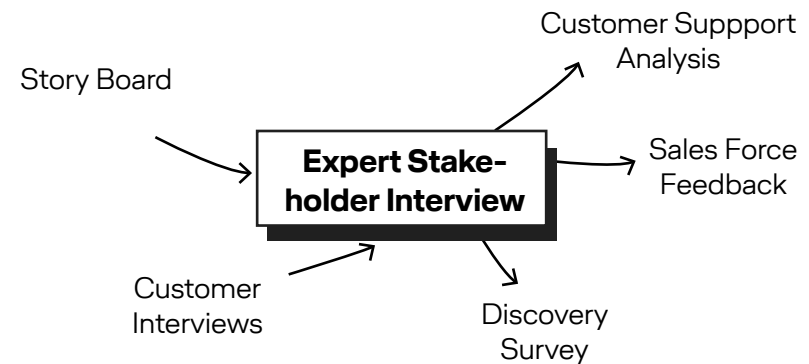 Customer Suppport
Analysis
Story Board
Expert Stake-
holder Interview
Sales Force
Feedback
Customer
Interviews
Discovery
Survey